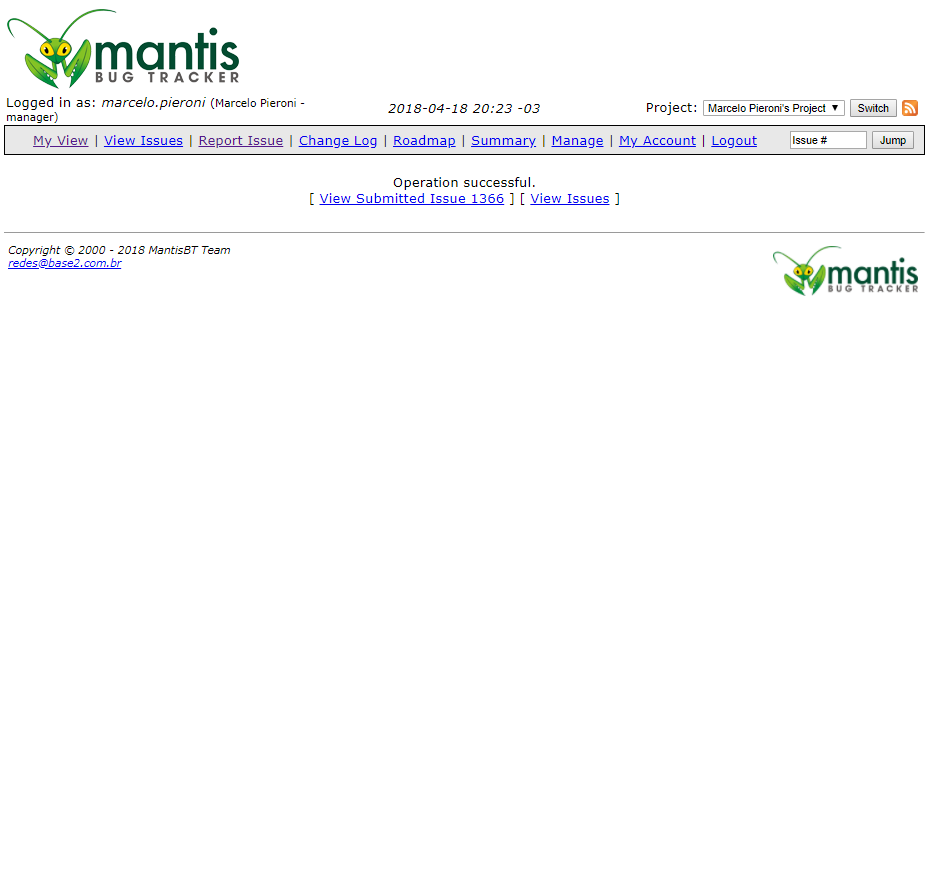 mantis
BUG TRACKER
Logged in as: marcelo.pieroni (Marcelo Pieroni - manager)
2018-04-18 20:23 -03
Project: Marcelo Pieroni's Project ▼ Switch
My View | View Issues | Report Issue | Change Log | Roadmap | Summary | Manage | My Account | Logout Issue # Jump
Operation successful.
[ View Submitted Issue 1366 ] [ View Issues ]
Copyright © 2000 - 2018 MantisBT Team
redes@base2.com.br
mantis
BUG TRACKER